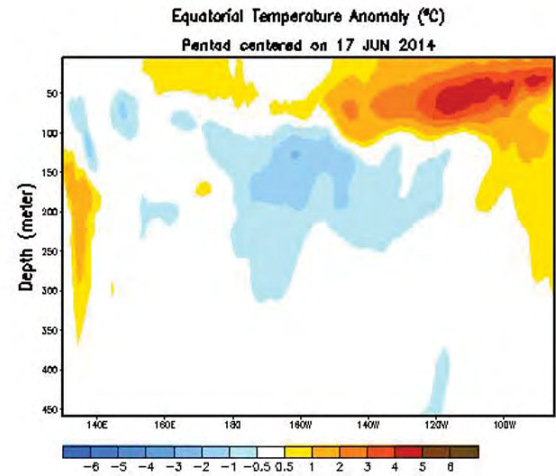 Equatorial Temperature Anomaly (°C)
Pentad centered on 17 JUN 2014
Depth (meter)
50
100
150
200
250
300
350
400
450
140E 160E 180 160W 140W 120W 100W
-6 -5 -4 -3 -2 -1 -0.5 0.5 1 2 3 4 5 6